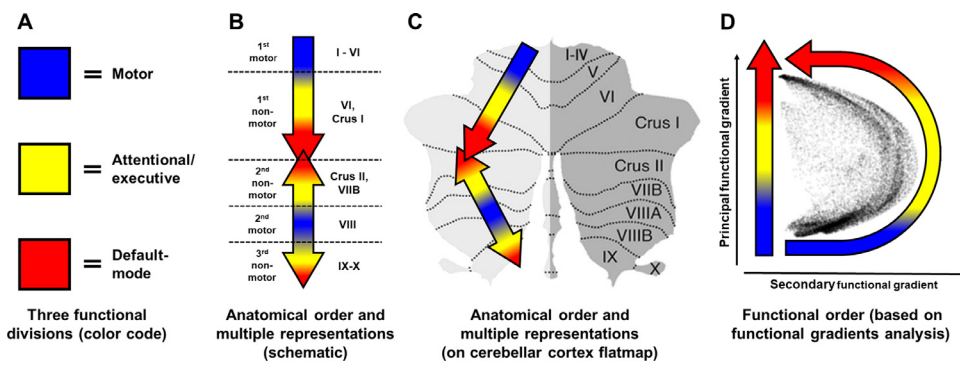 A
B
C
D
= Motor
= Attentional/
executive
= Default-
mode
Three functional
divisions (color code)
1st
motor
I - VI
1st
non-
motor
VI,
Crus I
2nd
non-
motor
Crus II,
VIIB
2nd
motor
VIII
3rd
non-
motor
IX-X
Anatomical order and
multiple representations
(schematic)
I-IV
V
VI
Crus I
Crus II
VIIB
VIIIA
VIIIB
IX
X
Anatomical order and
multiple representations
(on cerebellar cortex flatmap)
Principal functional gradient
Secondary functional gradient
Functional order (based on
functional gradients analysis)